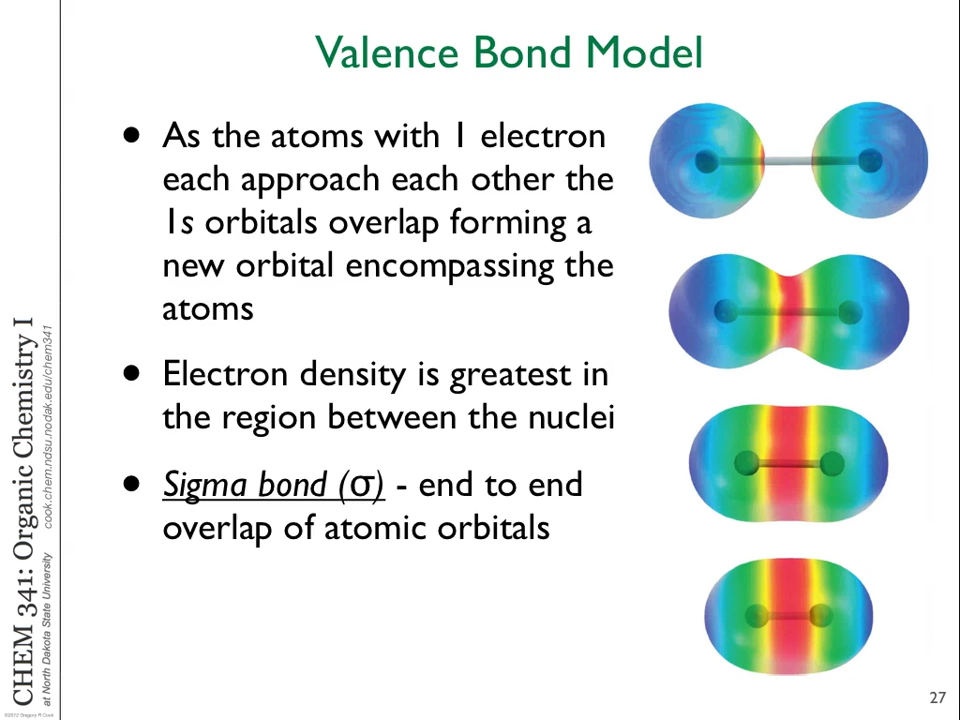 Valence Bond Model
• As the atoms with 1 electron
each approach each other the
1s orbitals overlap forming a
new orbital encompassing the
atoms
• Electron density is greatest in
the region between the nuclei
• Sigma bond (σ) - end to end
overlap of atomic orbitals
CHEM 341: Organic Chemistry I
at North Dakota State University cook.chem.ndsu.nodak.edu/chem341
©2012 Gregory R Cook
27